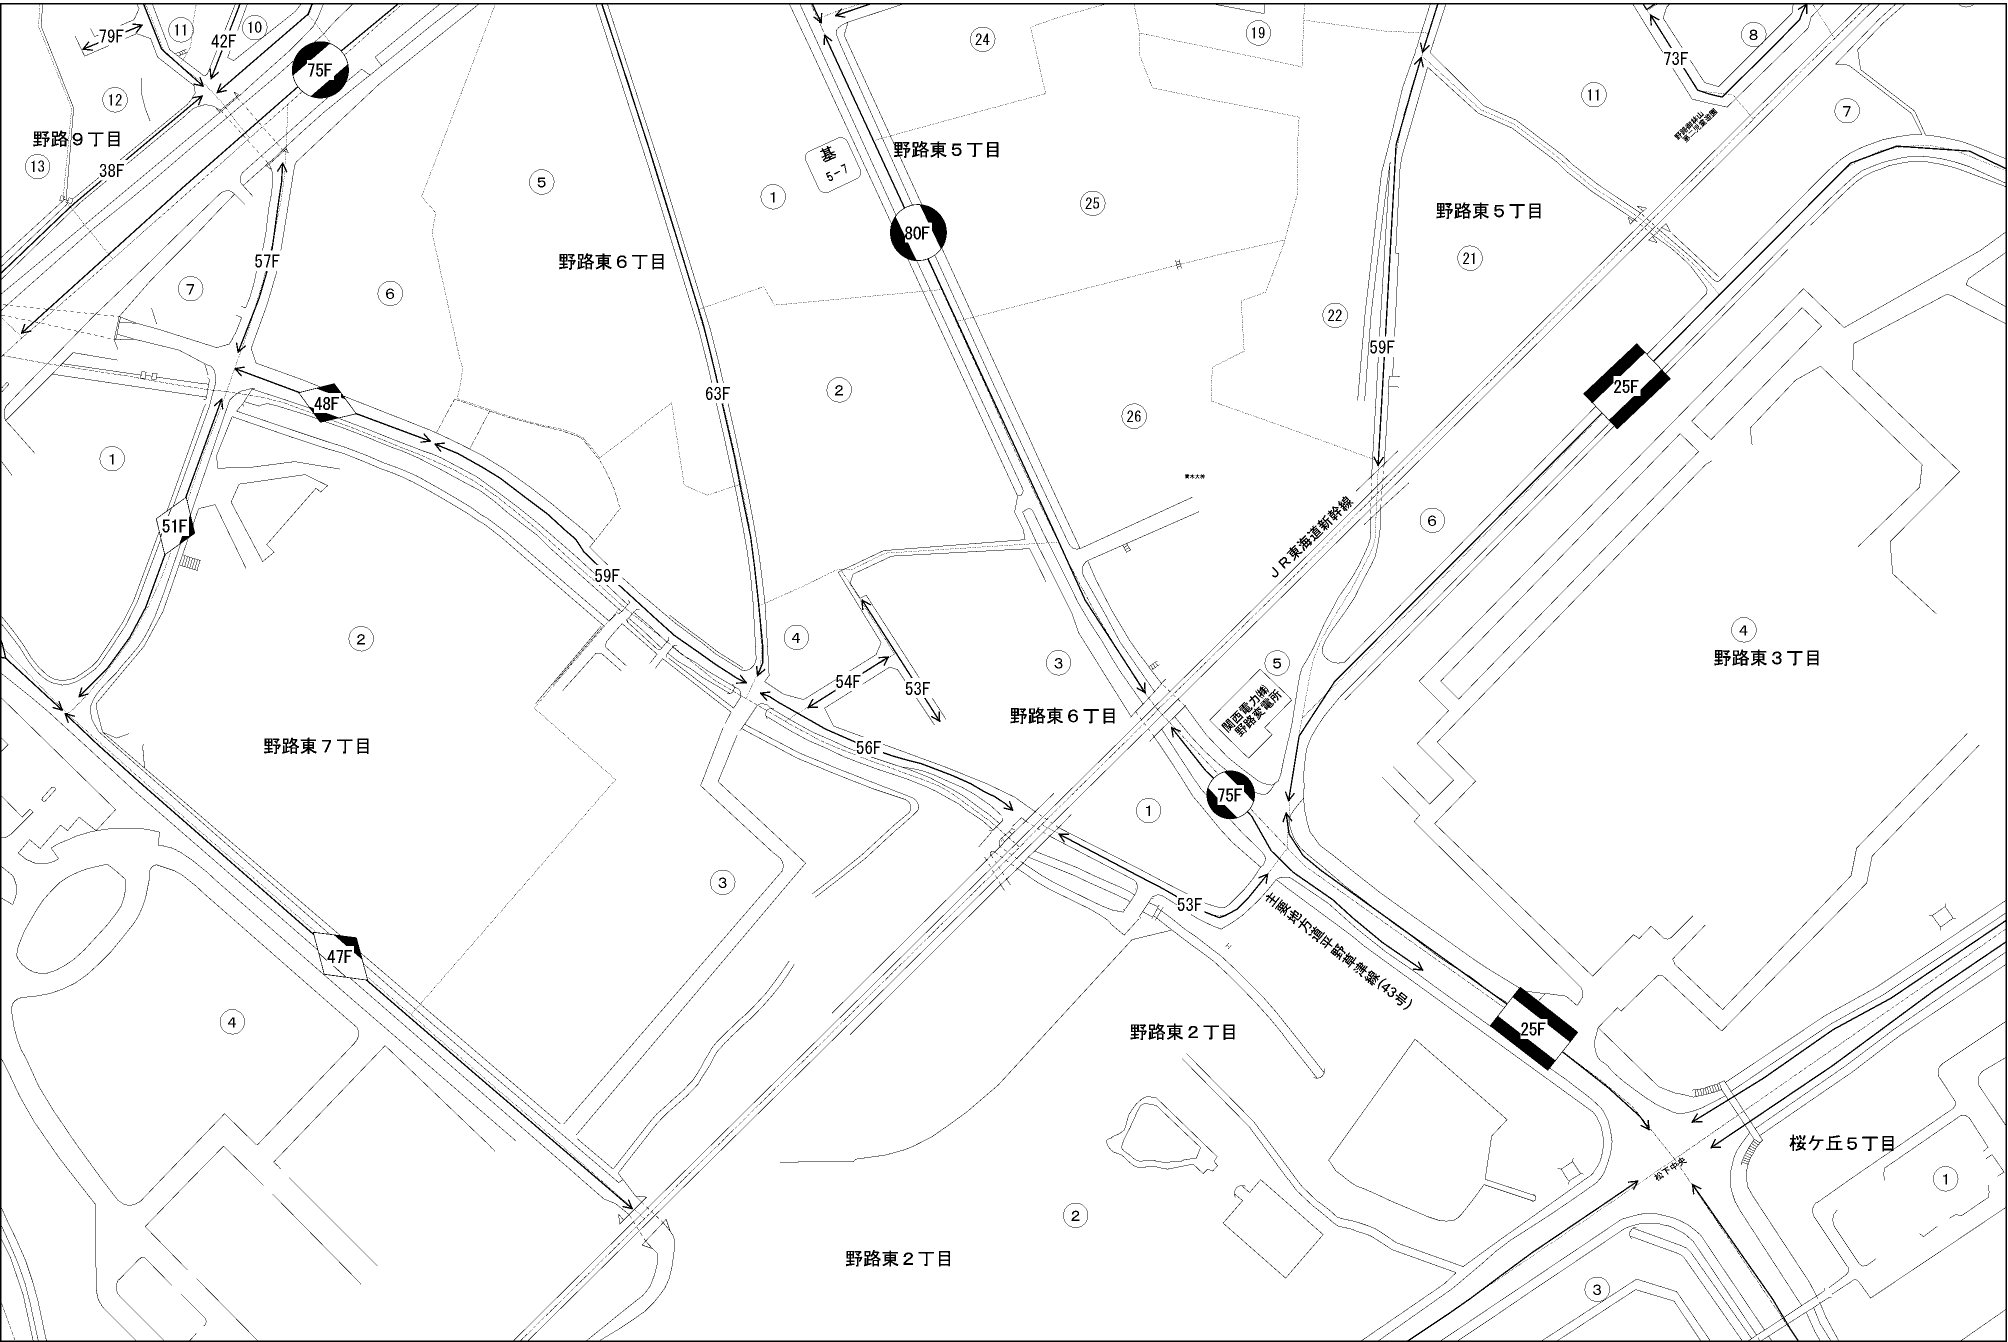 79F
11
42F
10
75F
12
野路９丁目
13
38F
57F
7
6
5
野路東６丁目
1
基
5-7
野路東５丁目
24
19
25
80F
73F
8
11
7
野路東５丁目
21
22
59F
25F
48F
63F
2
26
1
51F
59F
2
4
54F
53F
3
ＪＲ東海道新幹線
6
5
関西電力㈱
野路変電所
4
野路東３丁目
野路東６丁目
野路東７丁目
56F
75F
1
3
53F
主要地方道平野草津線(43号)
47F
4
野路東２丁目
25F
桜ケ丘５丁目
松下中央
1
2
野路東２丁目
3